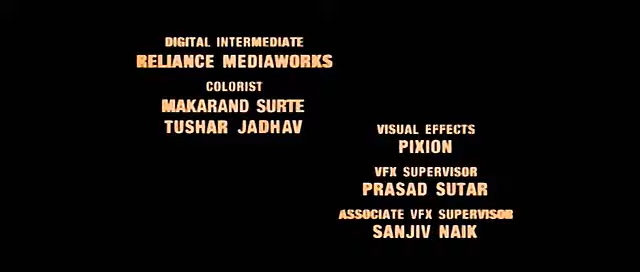 DIGITAL INTERMEDIATE
RELIANCE MEDIAWORKS
COLORIST
MAKARAND SURTE
TUSHAR JADHAV
VISUAL EFFECTS
PIXION
VFX SUPERVISOR
PRASAD SUTAR
ASSOCIATE VFX SUPERVISOR
SANJIV NAIK